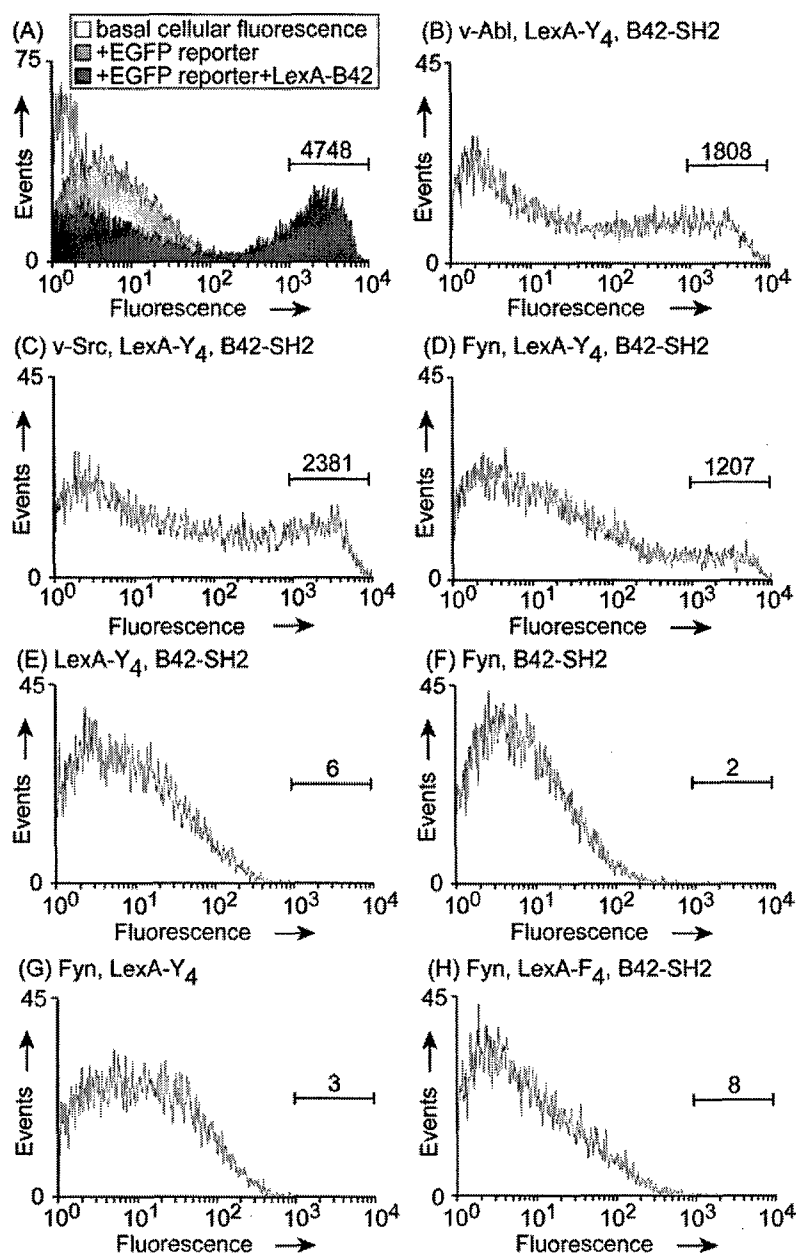 (A)
basal cellular fluorescence
+EGFP reporter
+EGFP reporter+LexA-B42
75
Events
4748
0
10⁰ 10¹ 10² 10³ 10⁴
Fluorescence
(B) v-Abl, LexA-Y₄, B42-SH2
45
Events
1808
0
10⁰ 10¹ 10² 10³ 10⁴
Fluorescence
(C) v-Src, LexA-Y₄, B42-SH2
45
Events
2381
0
10⁰ 10¹ 10² 10³ 10⁴
Fluorescence
(D) Fyn, LexA-Y₄, B42-SH2
45
Events
1207
0
10⁰ 10¹ 10² 10³ 10⁴
Fluorescence
(E) LexA-Y₄, B42-SH2
45
Events
6
0
10⁰ 10¹ 10² 10³ 10⁴
Fluorescence
(F) Fyn, B42-SH2
45
Events
2
0
10⁰ 10¹ 10² 10³ 10⁴
Fluorescence
(G) Fyn, LexA-Y₄
45
Events
3
0
10⁰ 10¹ 10² 10³ 10⁴
Fluorescence
(H) Fyn, LexA-F₄, B42-SH2
45
Events
8
0
10⁰ 10¹ 10² 10³ 10⁴
Fluorescence